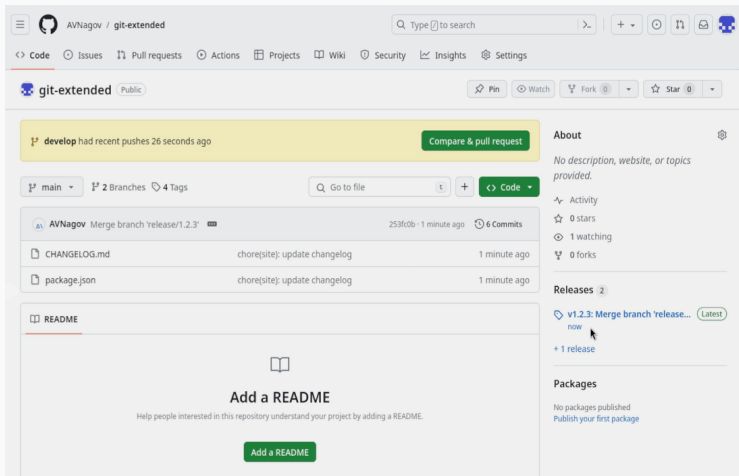 AVNagov / git-extended
Type / to search
Code Issues Pull requests Actions Projects Wiki Security Insights Settings
git-extended Public
Pin Watch Fork 0 Star 0
develop had recent pushes 26 seconds ago
Compare & pull request
main 2 Branches 4 Tags
Go to file t + Code
AVNagov Merge branch 'release/1.2.3' 253fc0b · 1 minute ago 6 Commits
CHANGELOG.md chore(site): update changelog 1 minute ago
package.json chore(site): update changelog 1 minute ago
README
Add a README
Help people interested in this repository understand your project by adding a README.
Add a README
About
No description, website, or topics
provided.
Activity
0 stars
1 watching
0 forks
Releases 2
v1.2.3: Merge branch 'release... Latest
now
+ 1 release
Packages
No packages published
Publish your first package